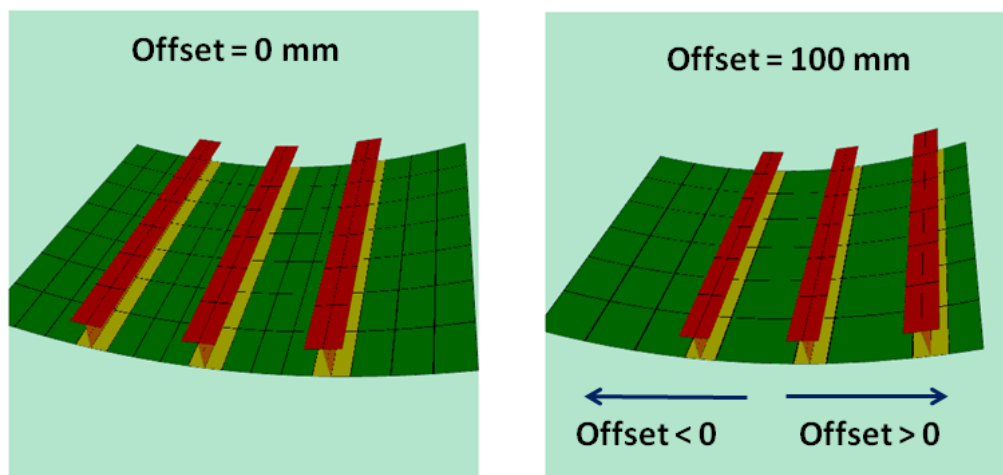 Offset = 0 mm
Offset = 100 mm
Offset < 0
Offset > 0